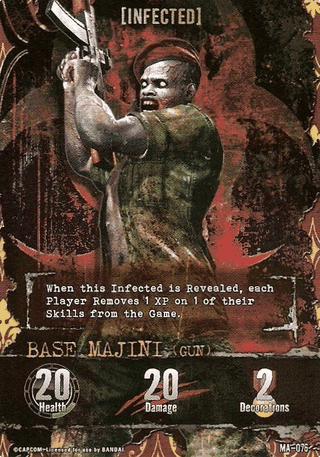 [INFECTED]
When this Infected is Revealed, each
Player Removes 1 XP on 1 of their
Skills from the Game.
BASE MAJINI (GUN)
20 20 2
Health Damage Decorations
©CAPCOM-Licensed for use by BANDAI MA-076